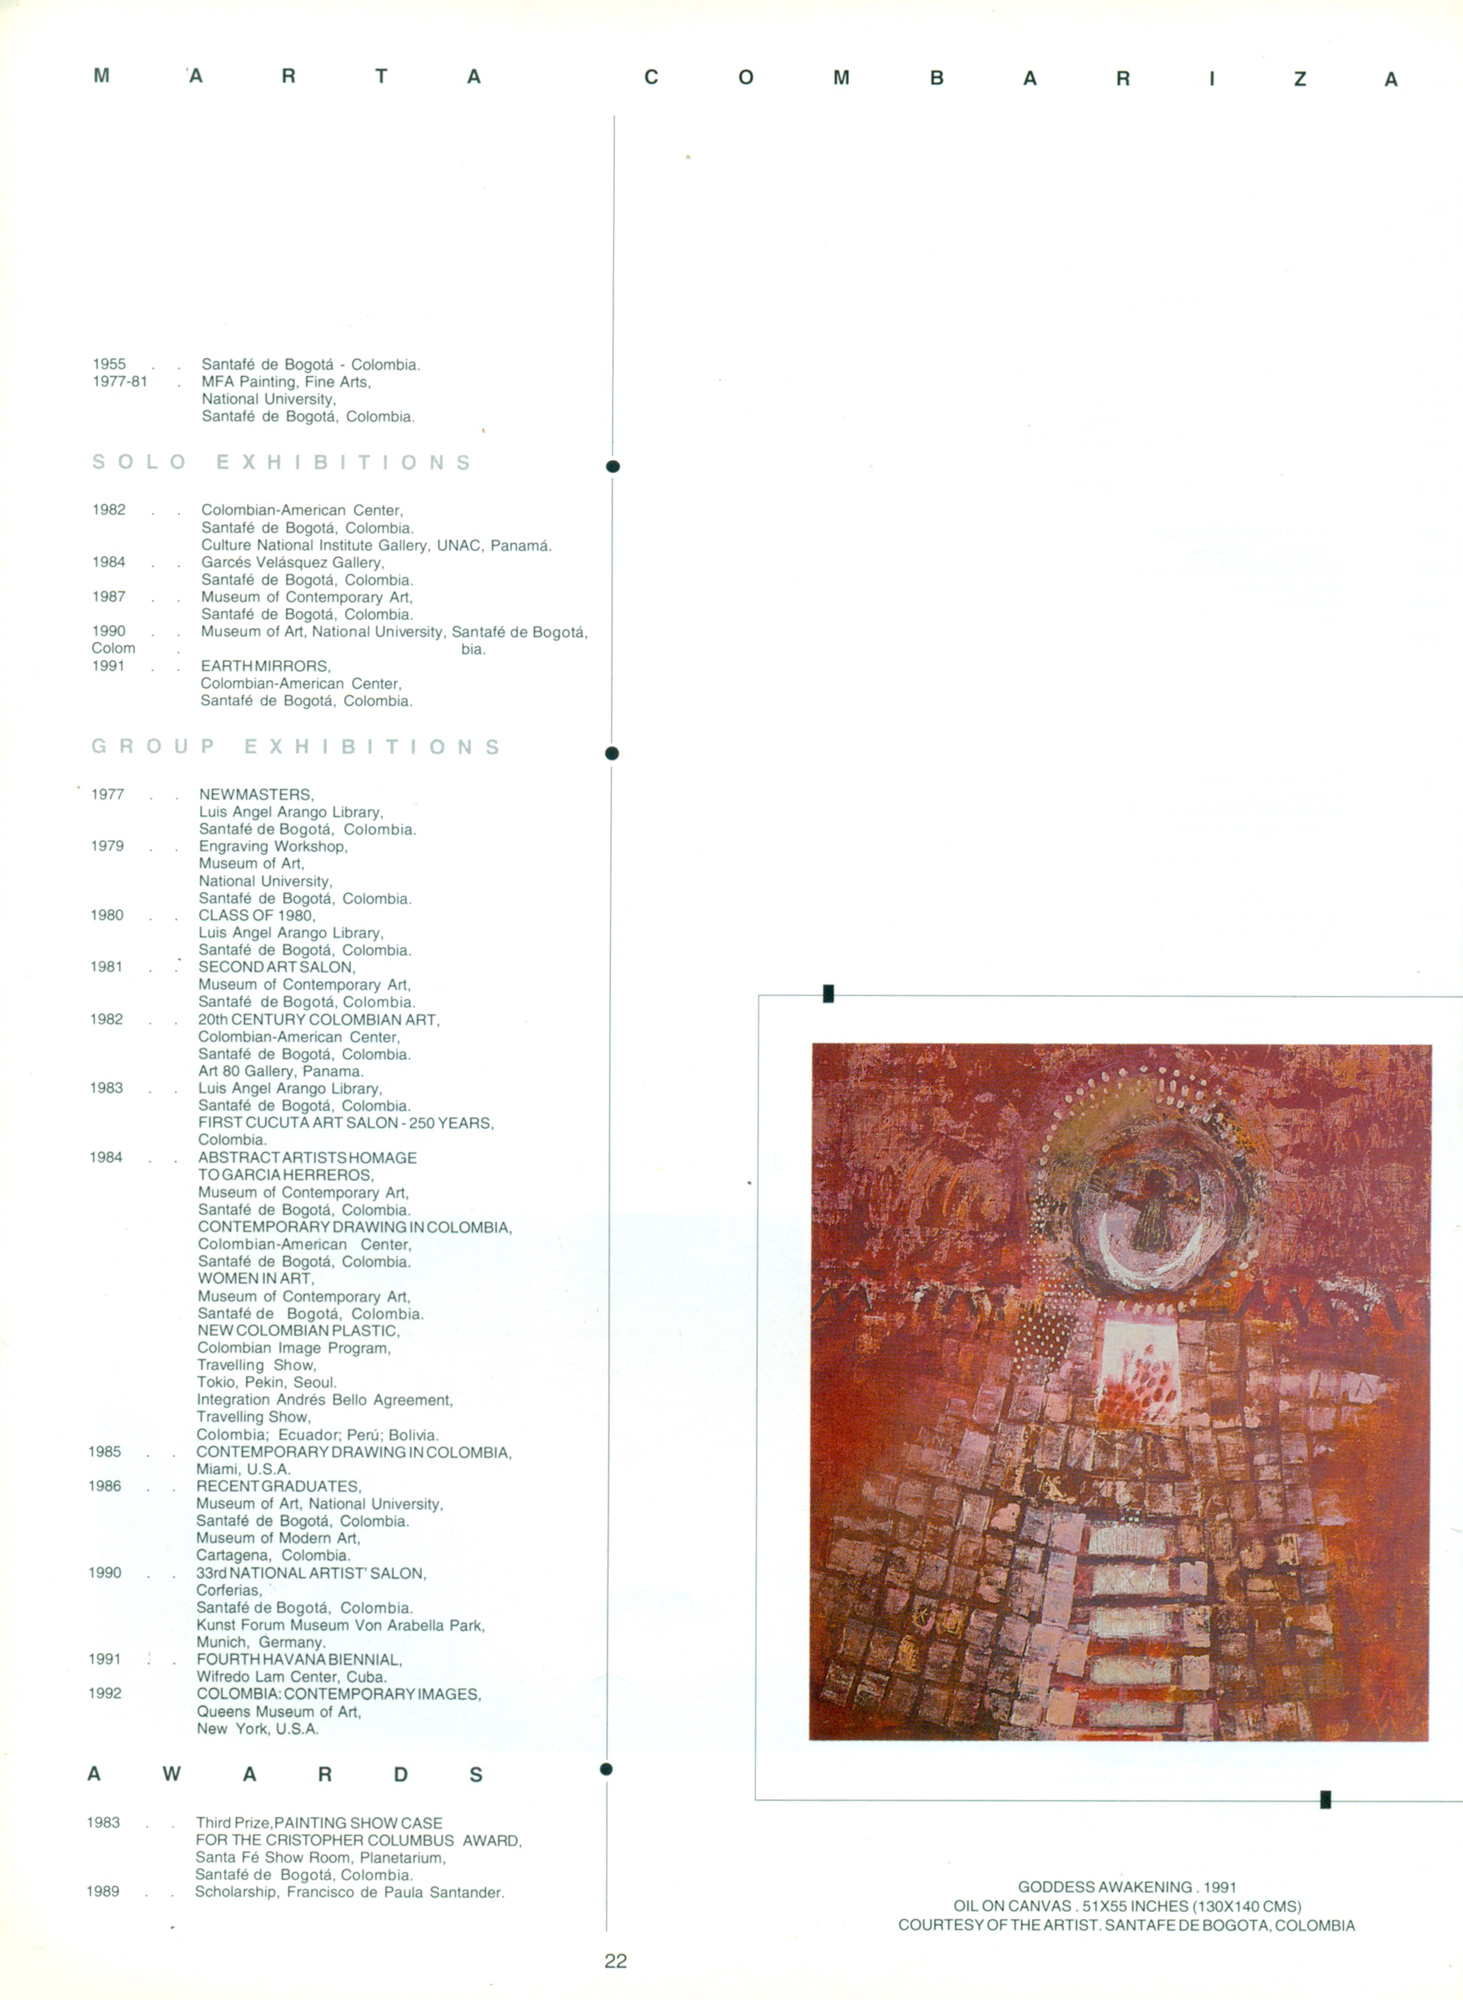 MARTA COMBARIZA
1955 . . Santafé de Bogotá - Colombia.
1977-81 . MFA Painting, Fine Arts,
National University,
Santafé de Bogotá, Colombia.
SOLO EXHIBITIONS
1982 . . Colombian-American Center,
Santafé de Bogotá, Colombia.
Culture National Institute Gallery, UNAC, Panamá.
1984 . . Garcés Velásquez Gallery,
Santafé de Bogotá, Colombia.
1987 . . Museum of Contemporary Art,
Santafé de Bogotá, Colombia.
1990 . . Museum of Art, National University, Santafé de Bogotá,
Colom . bia.
1991 . . EARTH MIRRORS,
Colombian-American Center,
Santafé de Bogotá, Colombia.
GROUP EXHIBITIONS
1977 . . NEW MASTERS,
Luis Angel Arango Library,
Santafé de Bogotá, Colombia.
1979 . . Engraving Workshop,
Museum of Art,
National University,
Santafé de Bogotá, Colombia.
1980 . . CLASS OF 1980,
Luis Angel Arango Library,
Santafé de Bogotá, Colombia.
1981 . . SECOND ART SALON,
Museum of Contemporary Art,
Santafé de Bogotá, Colombia.
1982 . . 20th CENTURY COLOMBIAN ART,
Colombian-American Center,
Santafé de Bogotá, Colombia.
Art 80 Gallery, Panama.
1983 . . Luis Angel Arango Library,
Santafé de Bogotá, Colombia.
FIRST CUCUTA ART SALON - 250 YEARS,
Colombia.
1984 . . ABSTRACT ARTISTS HOMAGE
TO GARCIA HERREROS,
Museum of Contemporary Art,
Santafé de Bogotá, Colombia.
CONTEMPORARY DRAWING IN COLOMBIA,
Colombian-American Center,
Santafé de Bogotá, Colombia.
WOMEN IN ART,
Museum of Contemporary Art,
Santafé de Bogotá, Colombia.
NEW COLOMBIAN PLASTIC,
Colombian Image Program,
Travelling Show,
Tokio, Pekin, Seoul.
Integration Andrés Bello Agreement,
Travelling Show,
Colombia; Ecuador; Perú; Bolivia.
1985 . . CONTEMPORARY DRAWING IN COLOMBIA,
Miami, U.S.A.
1986 . . RECENT GRADUATES,
Museum of Art, National University,
Santafé de Bogotá, Colombia.
Museum of Modern Art,
Cartagena, Colombia.
1990 . . 33rd NATIONAL ARTIST' SALON,
Corferias,
Santafé de Bogotá, Colombia.
Kunst Forum Museum Von Arabella Park,
Munich, Germany.
1991 . . FOURTH HAVANA BIENNIAL,
Wifredo Lam Center, Cuba.
1992 . . COLOMBIA: CONTEMPORARY IMAGES,
Queens Museum of Art,
New York, U.S.A.
AWARDS
1983 . . Third Prize, PAINTING SHOW CASE
FOR THE CRISTOPHER COLUMBUS AWARD,
Santa Fé Show Room, Planetarium,
Santafé de Bogotá, Colombia.
1989 . . Scholarship, Francisco de Paula Santander.
GODDESS AWAKENING . 1991
OIL ON CANVAS . 51X55 INCHES (130X140 CMS)
COURTESY OF THE ARTIST. SANTAFE DE BOGOTA, COLOMBIA
22